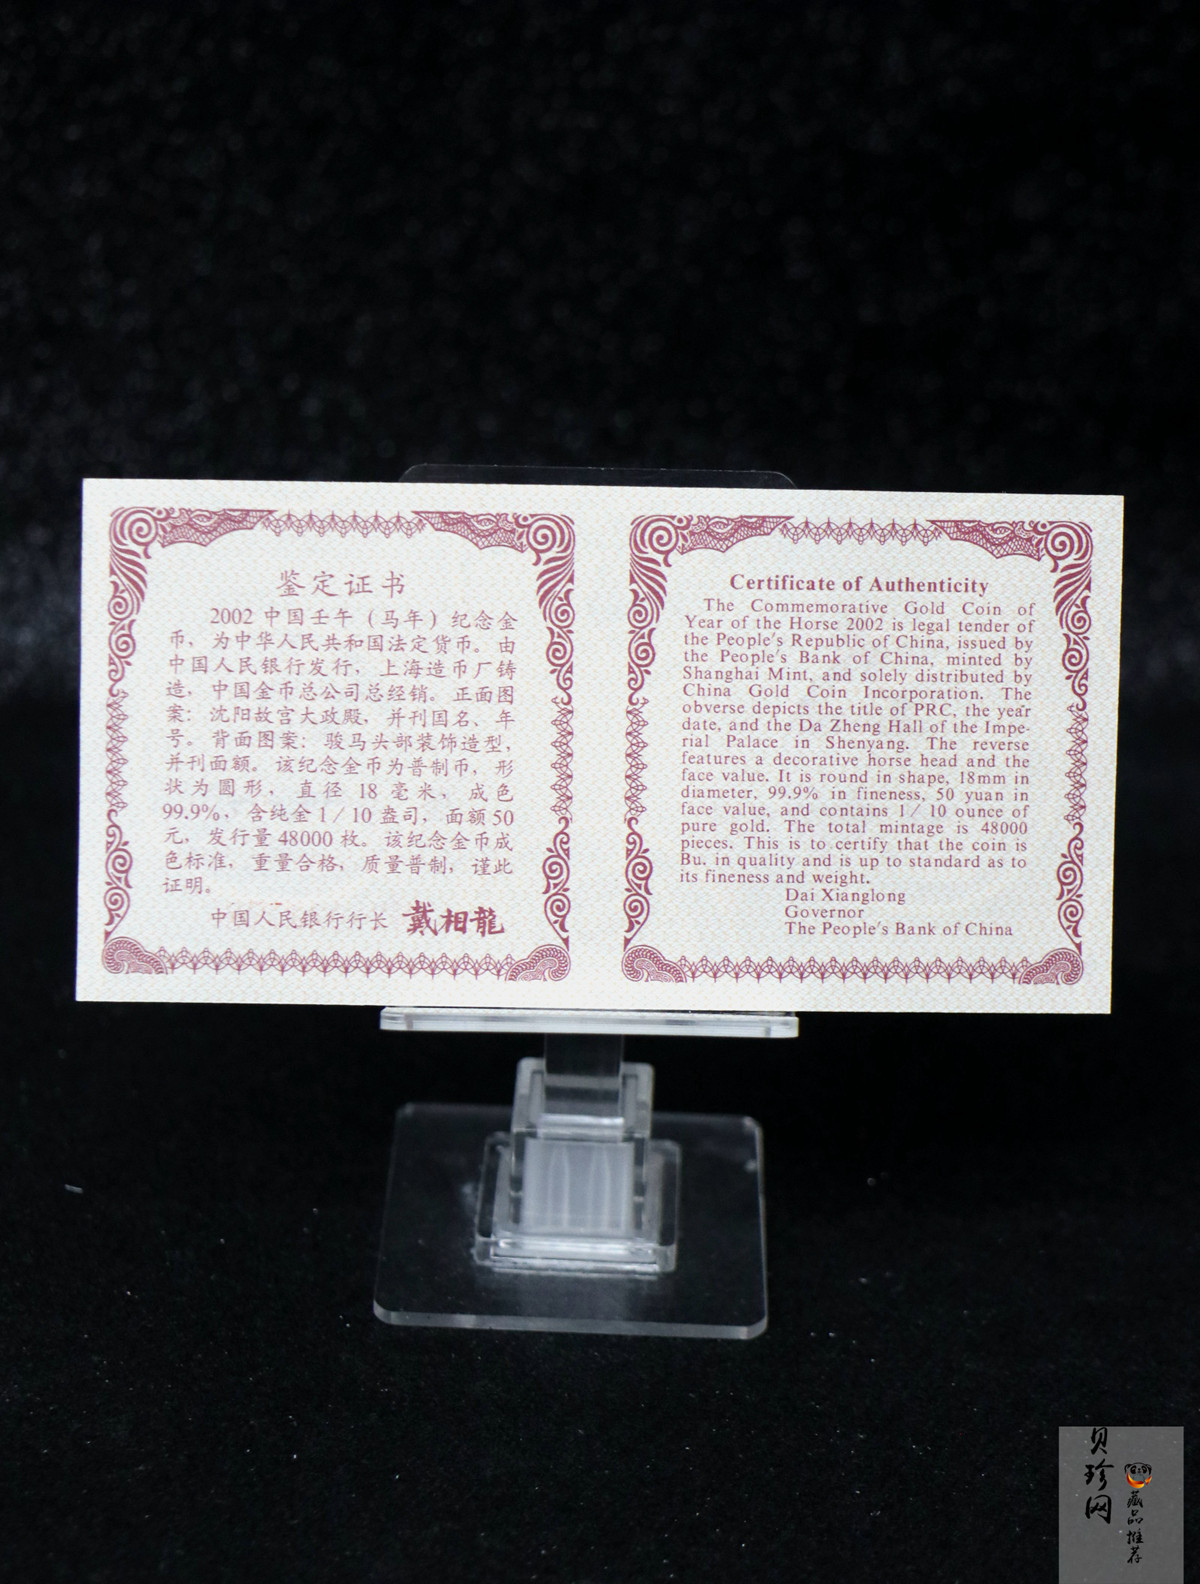 鉴定证书
2002 中国壬午（马年）纪念金
币，为中华人民共和国法定货币。由
中国人民银行发行，上海造币厂铸
造，中国金币总公司总经销。正面图
案：沈阳故宫大政殿，并刊国名、年
号。背面图案：骏马头部装饰造型，
并刊面额。该纪念金币为普制币，形
状为圆形，直径 18 毫米，成色
99.9%，含纯金 1／10 盎司，面额 50
元，发行量 48000 枚。该纪念金币成
色标准，重量合格，质量普制，谨此
证明。
中国人民银行行长 戴相龍
Certificate of Authenticity
The Commemorative Gold Coin of
Year of the Horse 2002 is legal tender of
the People's Republic of China, issued by
the People's Bank of China, minted by
Shanghai Mint, and solely distributed by
China Gold Coin Incorporation. The
obverse depicts the title of PRC, the year
date, and the Da Zheng Hall of the Impe-
rial Palace in Shenyang. The reverse
features a decorative horse head and the
face value. It is round in shape, 18mm in
diameter, 99.9% in fineness, 50 yuan in
face value, and contains 1／10 ounce of
pure gold. The total mintage is 48000
pieces. This is to certify that the coin is
Bu. in quality and is up to standard as to
its fineness and weight.
Dai Xianglong
Governor
The People's Bank of China
贝珍网
藏品推荐